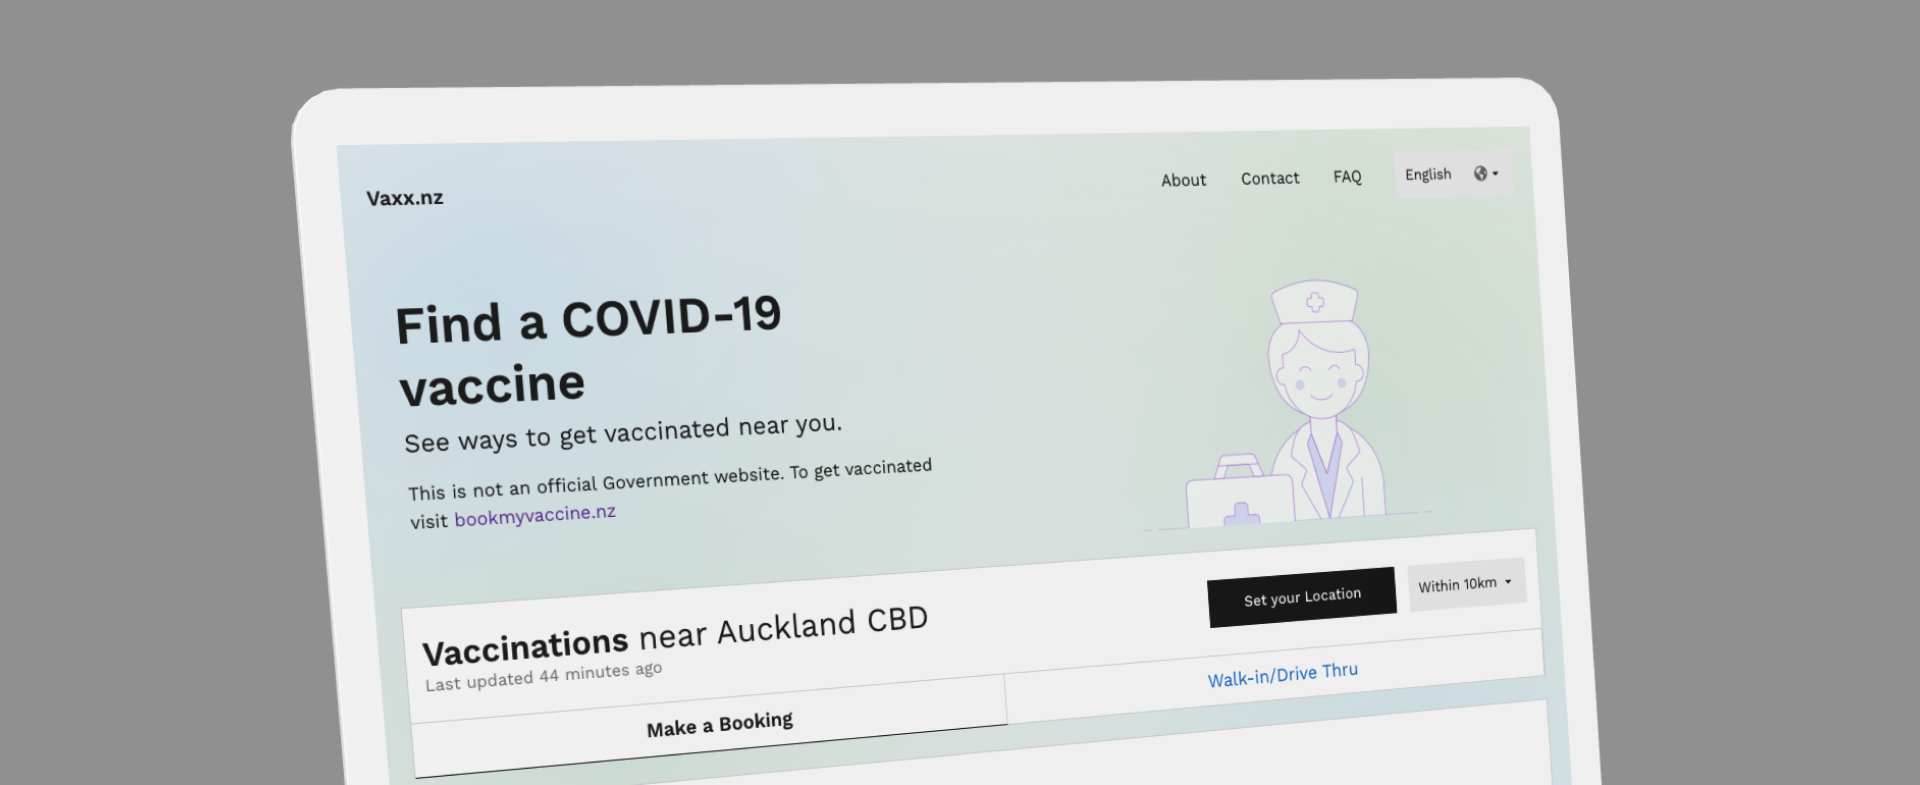 Vaxx.nz
About
Contact
FAQ
English
Find a COVID-19
vaccine
See ways to get vaccinated near you.
This is not an official Government website. To get vaccinated
visit bookmyvaccine.nz
Vaccinations near Auckland CBD
Last updated 44 minutes ago
Set your Location
Within 10km
Make a Booking
Walk-in/Drive Thru